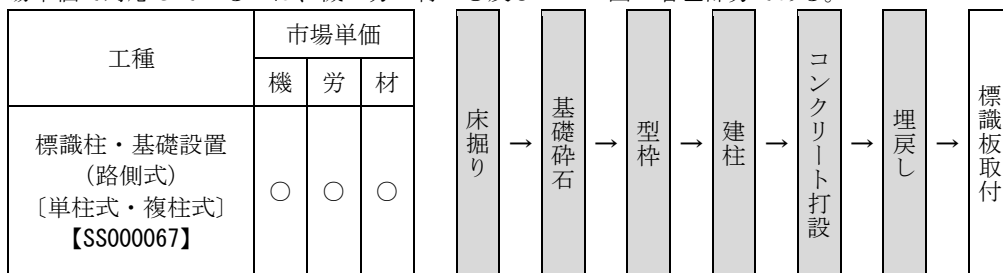 工種
市場単価
機 労 材
標識柱・基礎設置
(路側式)
〔単柱式・複柱式〕
【SS000067】
○ ○ ○
床掘り → 基礎砕石 → 型枠 → 建柱 → コンクリート打設 → 埋戻し → 標識板取付